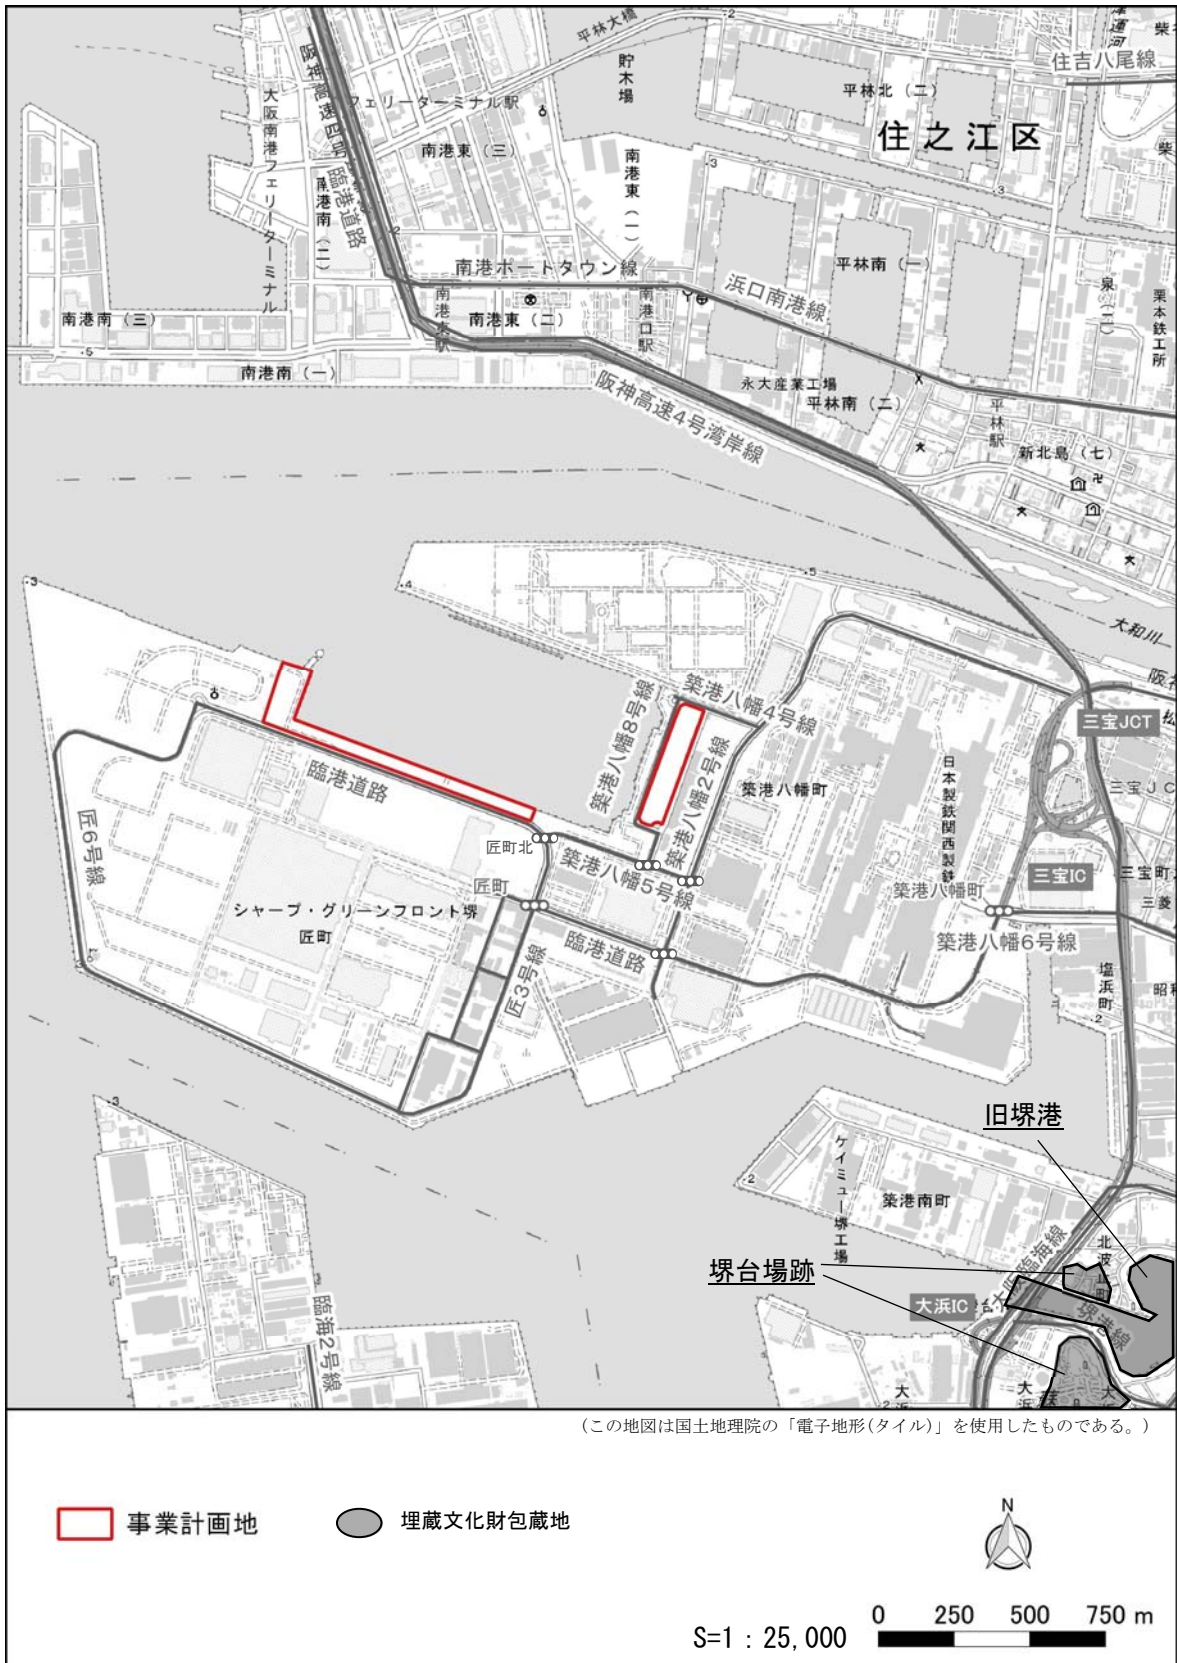 平林大橋
住吉八尾線
阪神高速四号
大阪南港フェリーターミナル
フェリーターミナル駅
貯木場
平林北（二）
住之江区
南港東（三）
南港東（一）
臨港道路
南港南（二）
南港ポートタウン線
平林南（一）
浜口南港線
泉（二）
栗本鉄工所
南港南（三）
南港東駅
南港東（二）
南港口駅
南港南（一）
永大産業工場
平林南（二）
阪神高速4号湾岸線
平林駅
新北島（七）
大和川
築港八幡4号線
築港八幡8号線
三宝JCT
臨港道路
築港八幡2号線
築港八幡町
日本製鉄関西製鉄
三宝ＪＣ
匠6号線
匠町北
築港八幡5号線
三宝IC
三宝町
匠町
築港八幡町
三菱
シャープ・グリーンフロント堺
匠町
臨港道路
築港八幡6号線
匠3号線
塩浜町
旧堺港
ケイミュー堺工場
築港南町
堺台場跡
大阪臨海線
北波止町
大浜IC
堺港線
臨海2号線
（この地図は国土地理院の「電子地形(タイル)」を使用したものである。）
事業計画地
埋蔵文化財包蔵地
N
0 250 500 750 m
S=1：25,000